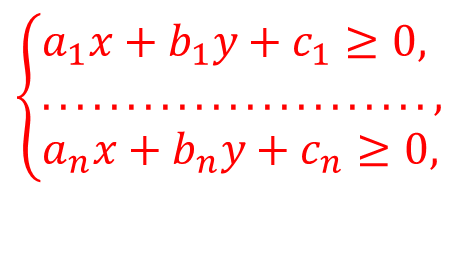 a₁x + b₁y + c₁ ≥ 0,
.......................,
aₙx + bₙy + cₙ ≥ 0,